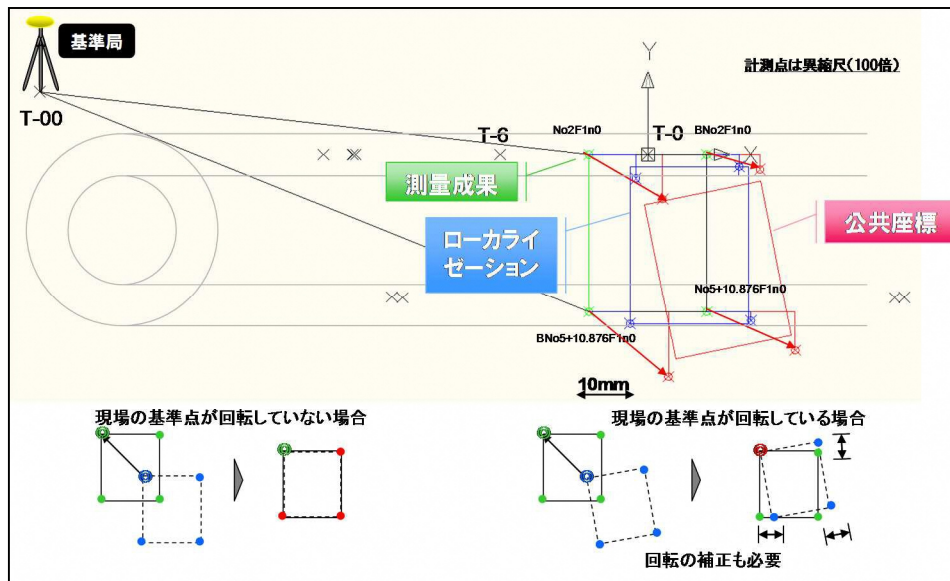 基準局
計測点は異縮尺(100倍)
Y
T-00
T-6
No2F1n0
T-0
BNo2F1n0
X
測量成果
ローカライ
ゼーション
公共座標
No5+10.876F1n0
BNo5+10.876F1n0
10mm
現場の基準点が回転していない場合
現場の基準点が回転している場合
回転の補正も必要